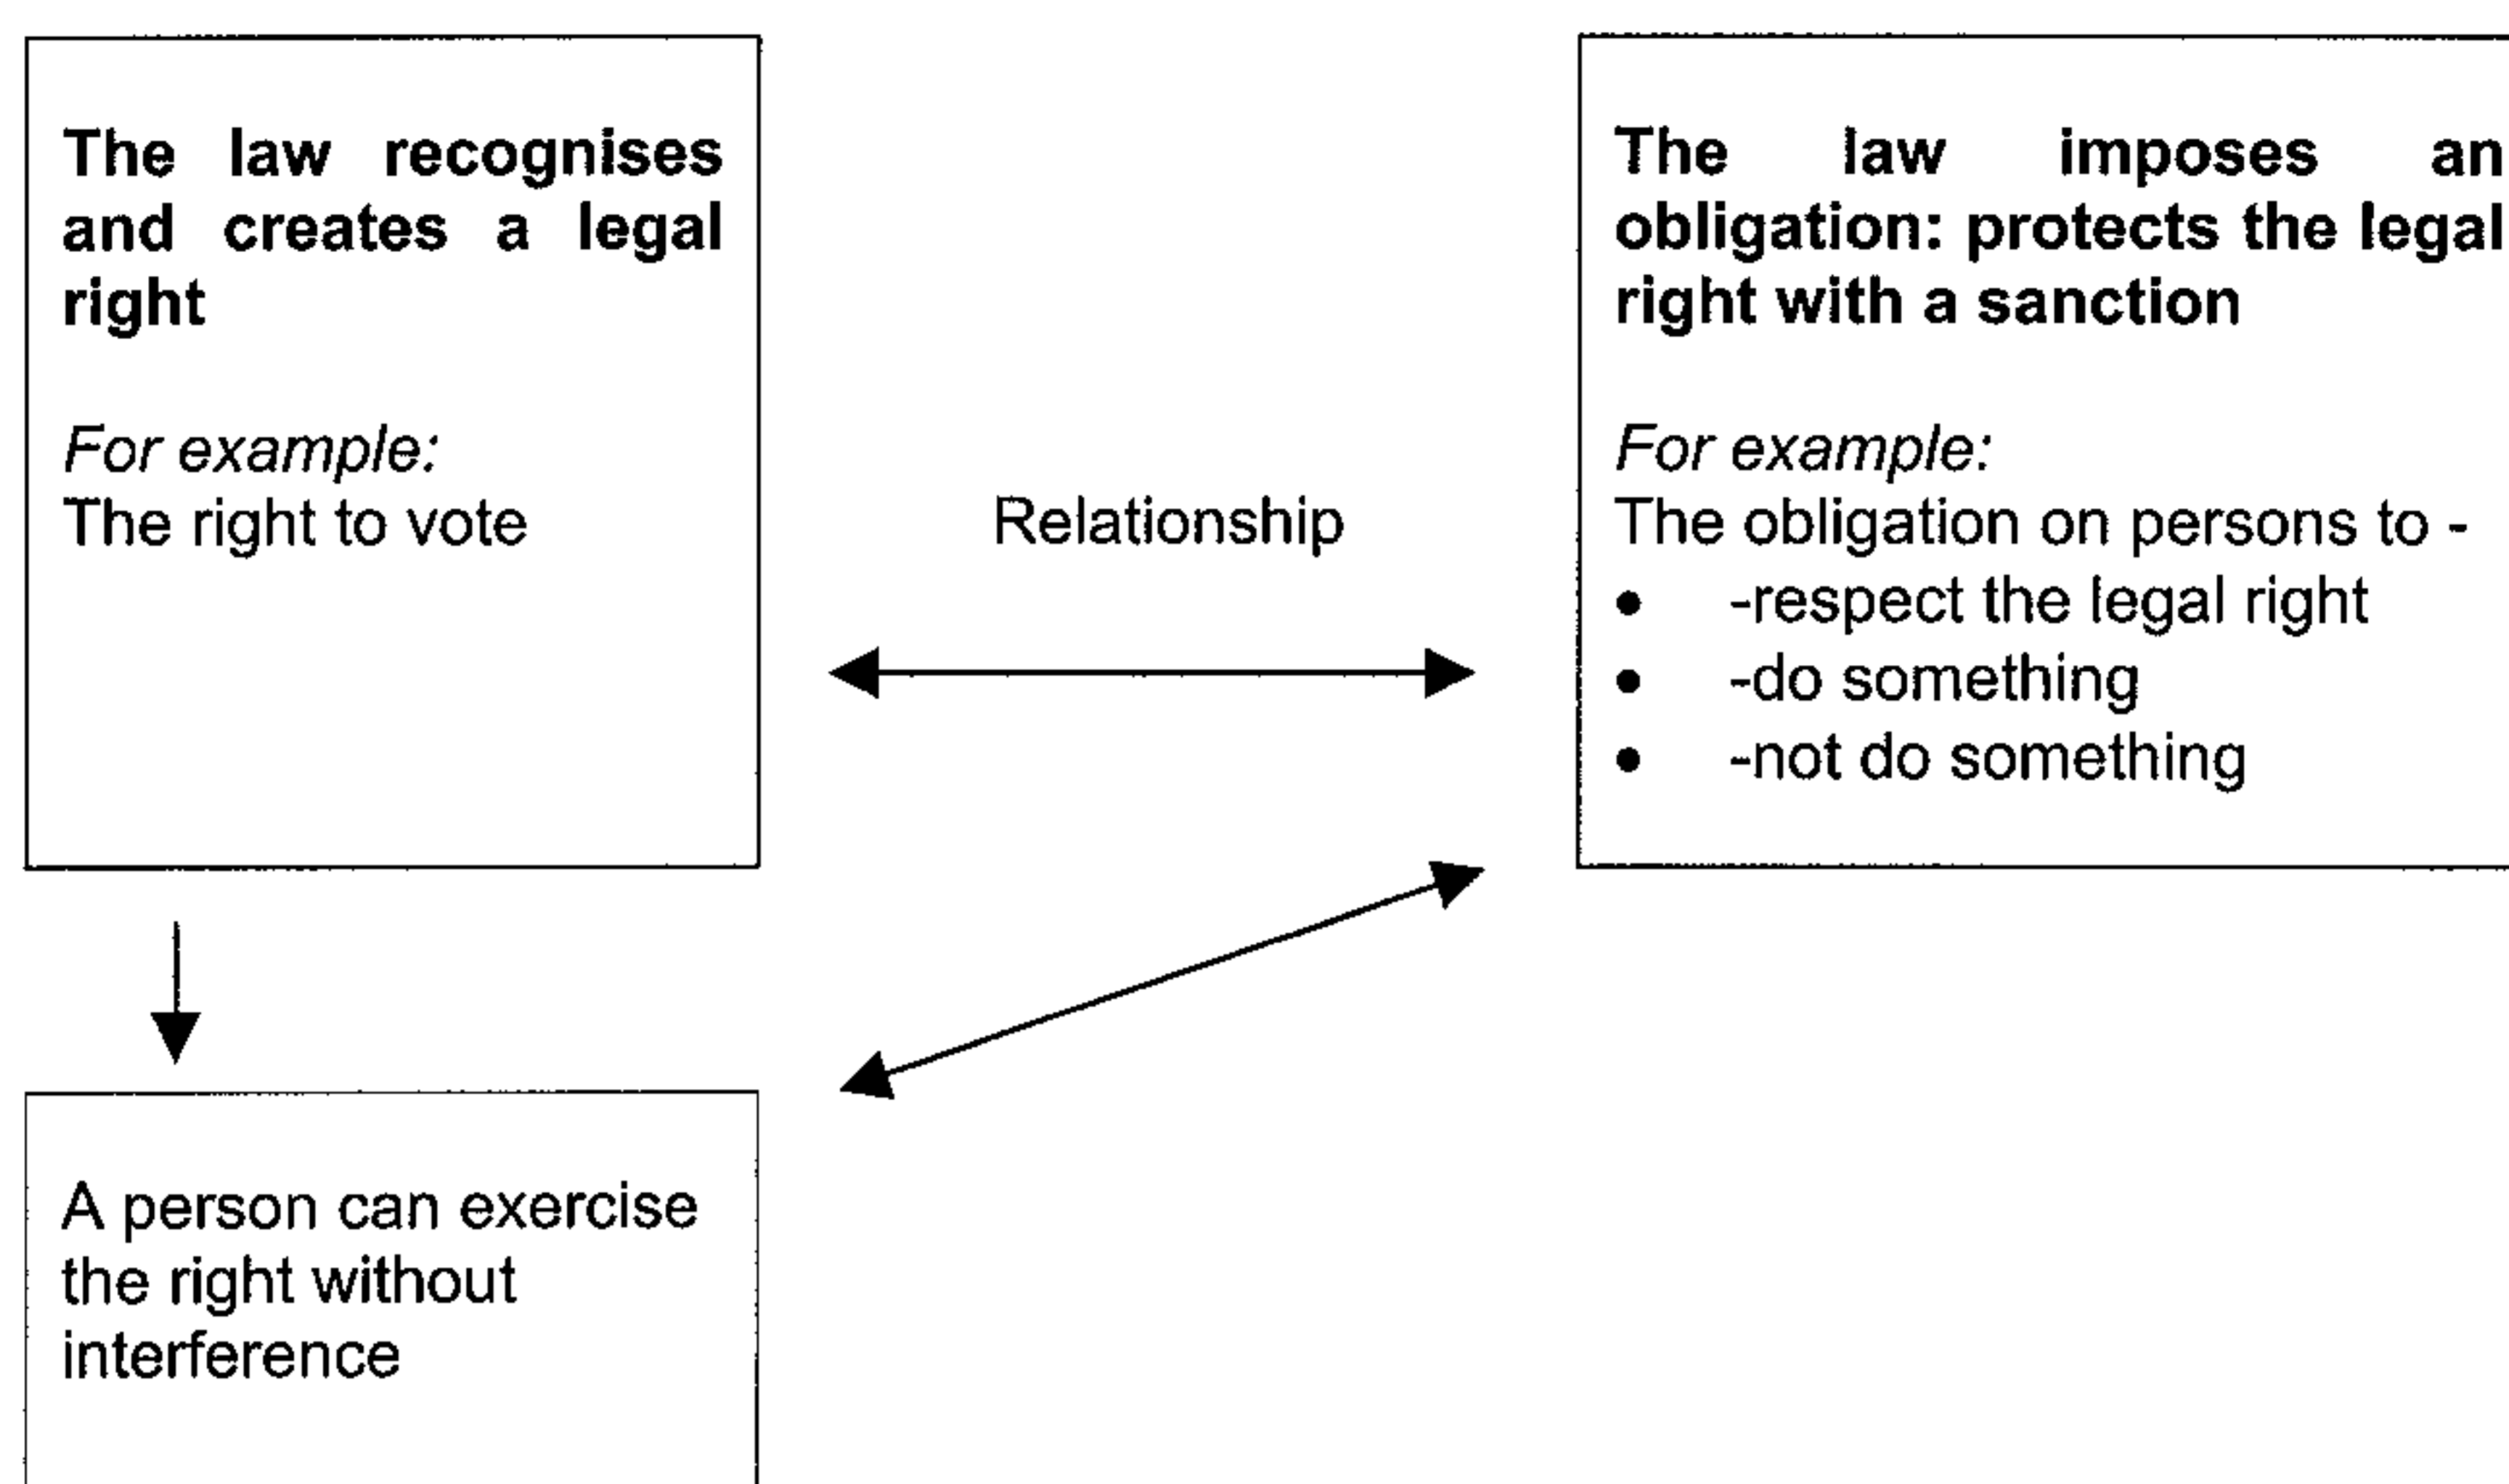 The law recognises
and creates a legal
right
For example:
The right to vote
Relationship
The law imposes an
obligation: protects the legal
right with a sanction
For example:
The obligation on persons to -
• -respect the legal right
• -do something
• -not do something
A person can exercise
the right without
interference